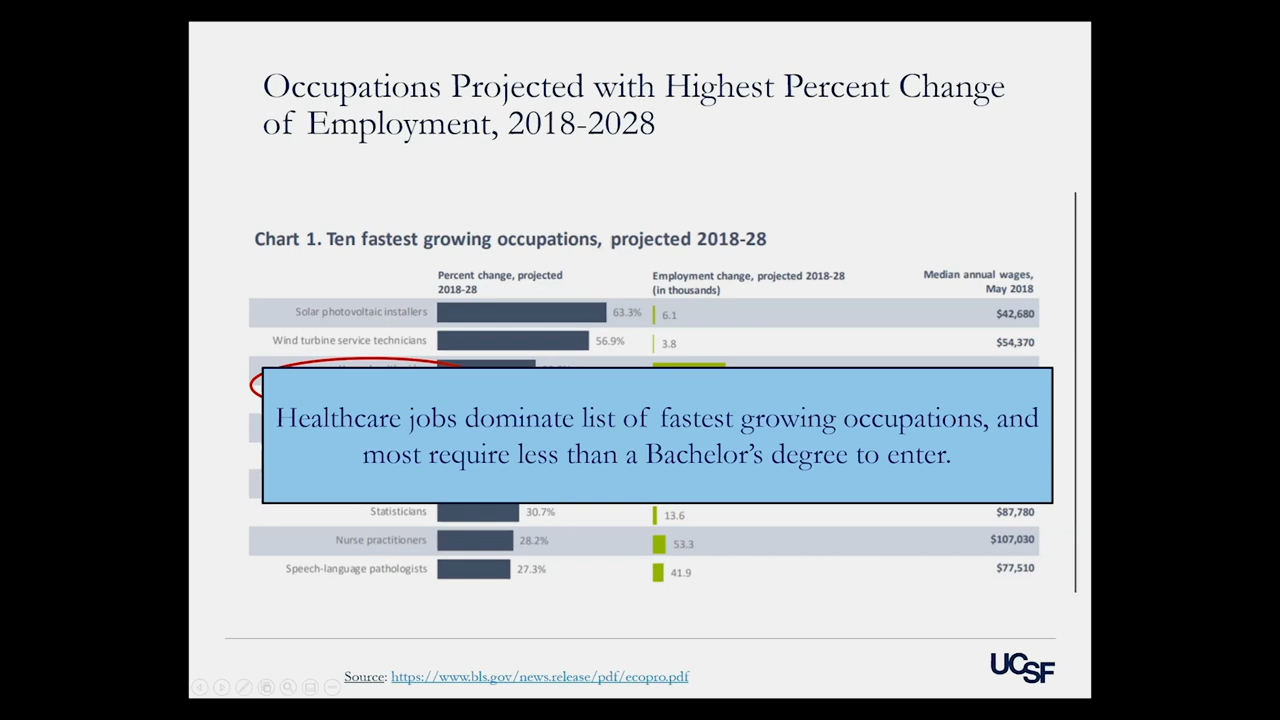 Occupations Projected with Highest Percent Change
of Employment, 2018-2028
Chart 1. Ten fastest growing occupations, projected 2018-28
Percent change, projected
2018-28
Employment change, projected 2018-28
(in thousands)
Median annual wages,
May 2018
Solar photovoltaic installers 63.3% 6.1 $42,680
Wind turbine service technicians 56.9% 3.8 $54,370
Healthcare jobs dominate list of fastest growing occupations, and
most require less than a Bachelor's degree to enter.
Statisticians 30.7% 13.6 $87,780
Nurse practitioners 28.2% 53.3 $107,030
Speech-language pathologists 27.3% 41.9 $77,510
Source: https://www.bls.gov/news.release/pdf/ecopro.pdf
UCSF